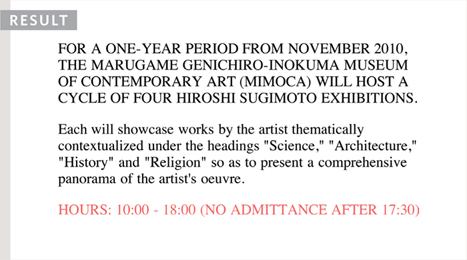 RESULT
FOR A ONE-YEAR PERIOD FROM NOVEMBER 2010,
THE MARUGAME GENICHIRO-INOKUMA MUSEUM
OF CONTEMPORARY ART (MIMOCA) WILL HOST A
CYCLE OF FOUR HIROSHI SUGIMOTO EXHIBITIONS.
Each will showcase works by the artist thematically
contextualized under the headings "Science," "Architecture,"
"History" and "Religion" so as to present a comprehensive
panorama of the artist's oeuvre.
HOURS: 10:00 - 18:00 (NO ADMITTANCE AFTER 17:30)